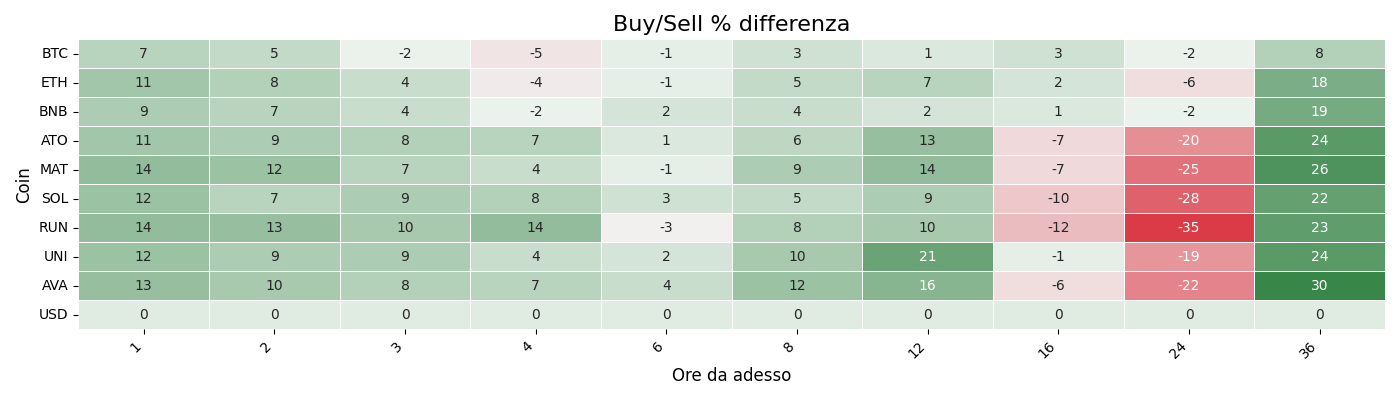 Buy/Sell % differenza
Coin
BTC 7 5 -2 -5 -1 3 1 3 -2 8
ETH 11 8 4 -4 -1 5 7 2 -6 18
BNB 9 7 4 -2 2 4 2 1 -2 19
ATO 11 9 8 7 1 6 13 -7 -20 24
MAT 14 12 7 4 -1 9 14 -7 -25 26
SOL 12 7 9 8 3 5 9 -10 -28 22
RUN 14 13 10 14 -3 8 10 -12 -35 23
UNI 12 9 9 4 2 10 21 -1 -19 24
AVA 13 10 8 7 4 12 16 -6 -22 30
USD 0 0 0 0 0 0 0 0 0 0
1 2 3 4 6 8 12 16 24 36
Ore da adesso